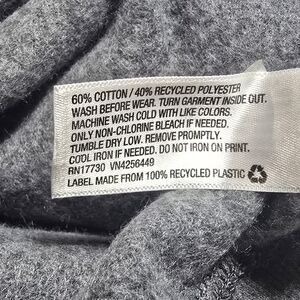 60% COTTON / 40% RECYCLED POLYESTER
WASH BEFORE WEAR. TURN GARMENT INSIDE OUT.
MACHINE WASH COLD WITH LIKE COLORS.
ONLY NON-CHLORINE BLEACH IF NEEDED.
TUMBLE DRY LOW. REMOVE PROMPTLY.
COOL IRON IF NEEDED. DO NOT IRON ON PRINT.
RN17730 VN4256449
LABEL MADE FROM 100% RECYCLED PLASTIC